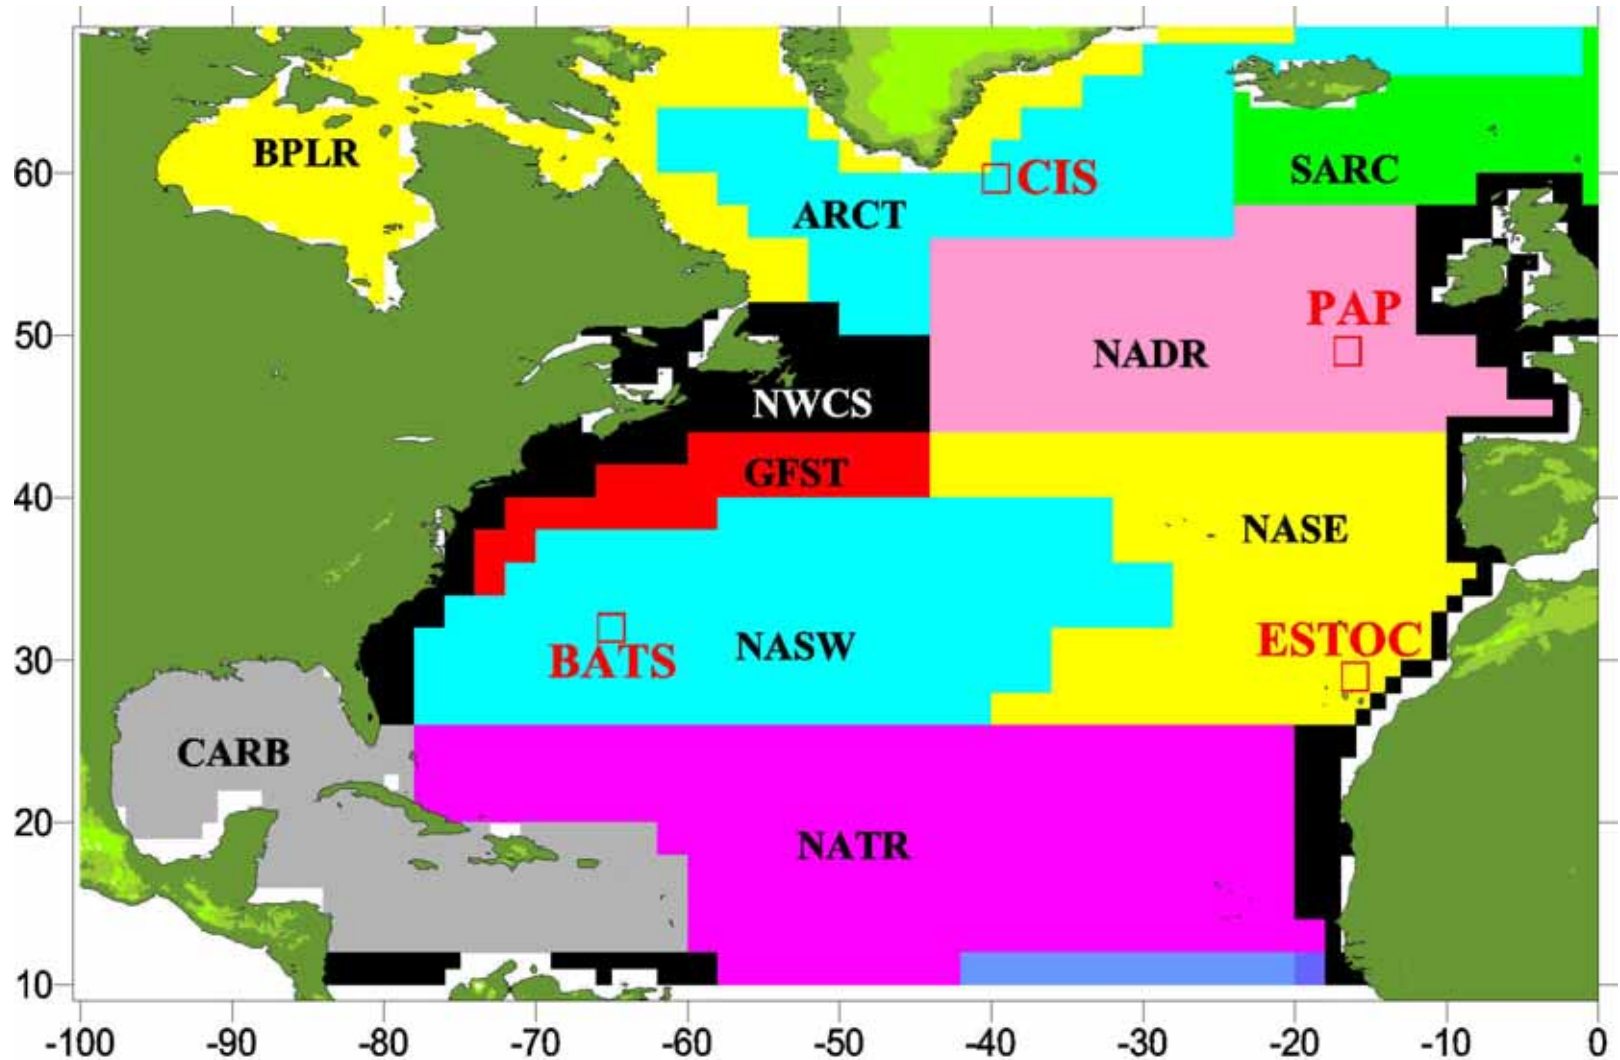 BPLR
60
CIS
SARC
ARCT
PAP
50
NADR
NWCS
GFST
40
NASE
ESTOC
NASW
30
BATS
CARB
20
NATR
10
-100 -90 -80 -70 -60 -50 -40 -30 -20 -10 0